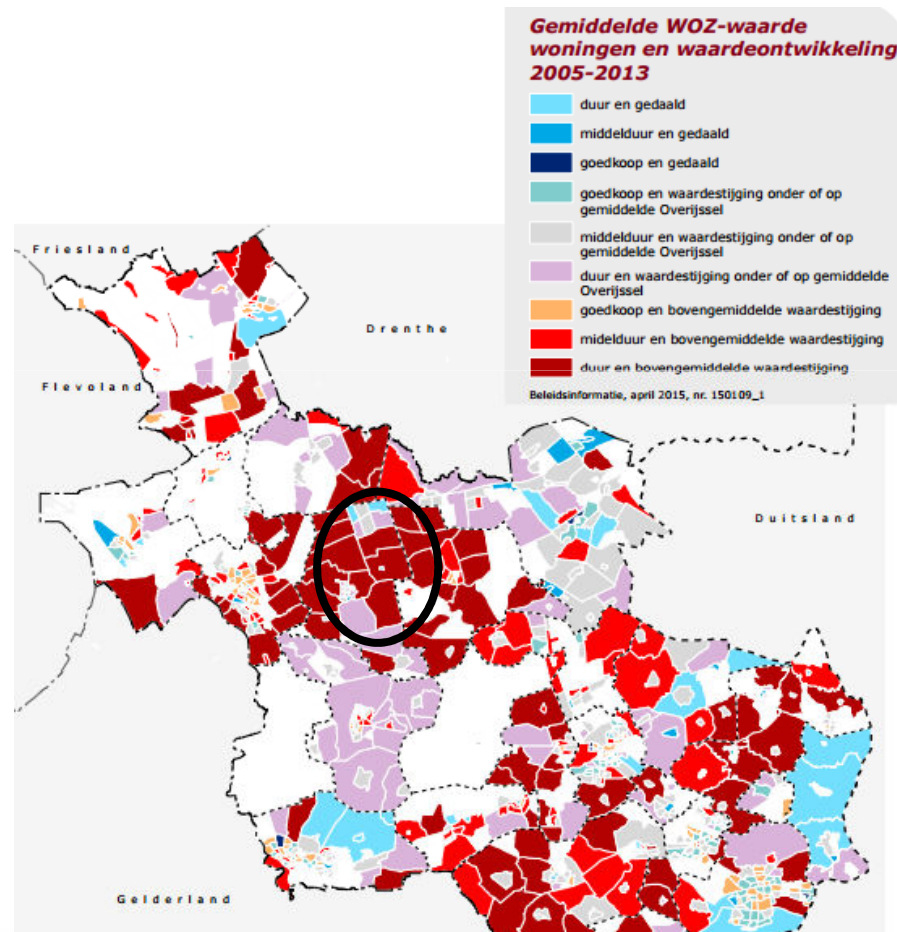 Gemiddelde WOZ-waarde
woningen en waardeontwikkeling
2005-2013
duur en gedaald
middelduur en gedaald
goedkoop en gedaald
goedkoop en waardestijging onder of op
gemiddelde Overijssel
middelduur en waardestijging onder of op
gemiddelde Overijssel
duur en waardestijging onder of op gemiddelde
Overijssel
goedkoop en bovengemiddelde waardestijging
midelduur en bovengemiddelde waardestijging
duur en bovengemiddelde waardestijging
Beleidsinformatie, april 2015, nr. 150109_1
Friesland
Drenthe
Flevoland
Duitsland
Gelderland